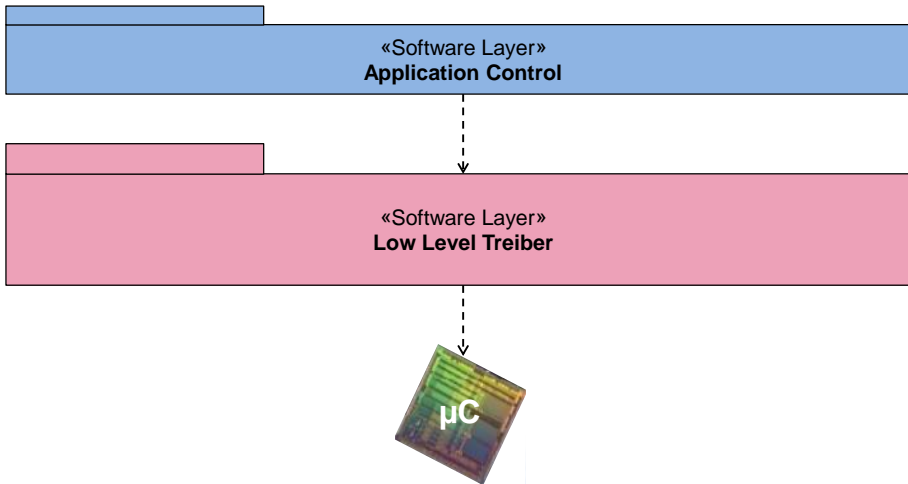 «Software Layer»
Application Control
«Software Layer»
Low Level Treiber
µC